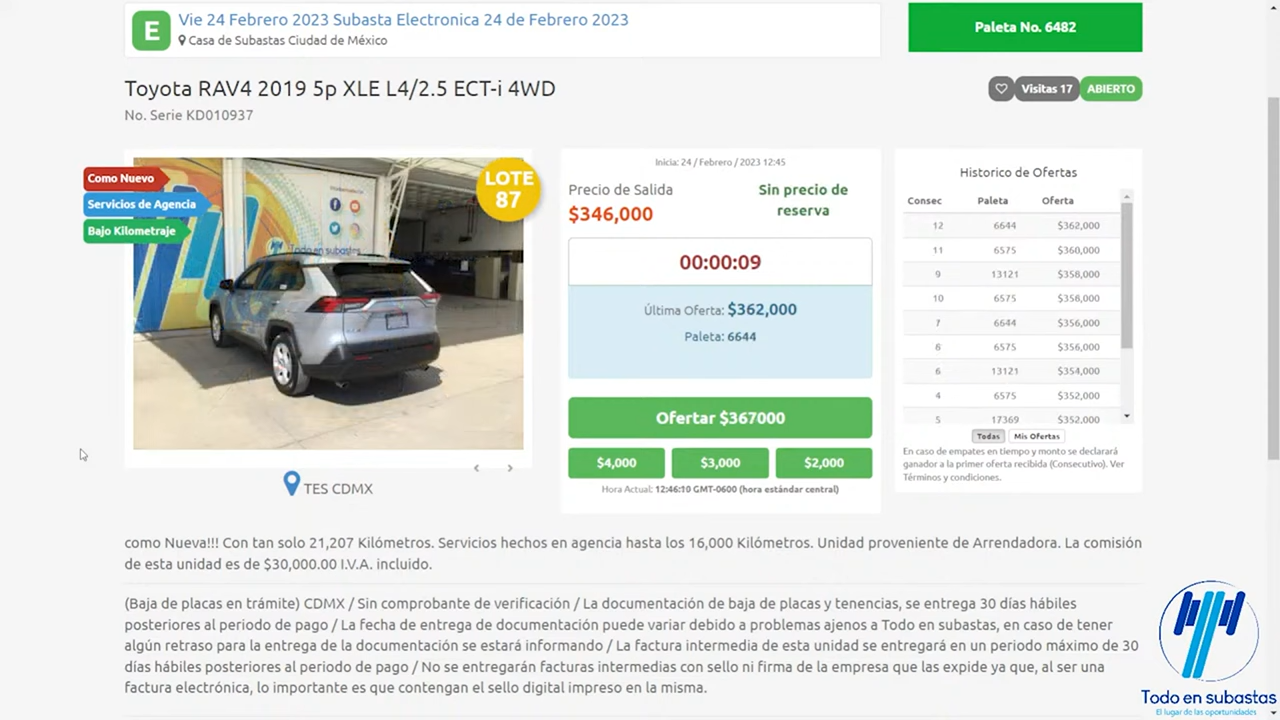 E
Vie 24 Febrero 2023 Subasta Electronica 24 de Febrero 2023
Casa de Subastas Ciudad de México
Paleta No. 6482
Toyota RAV4 2019 5p XLE L4/2.5 ECT-i 4WD
No. Serie KD010937
Visitas 17
ABIERTO
Como Nuevo
Servicios de Agencia
Bajo Kilometraje
LOTE
87
Todo en subastas
TES CDMX
Inicia: 24 / Febrero / 2023 12:45
Precio de Salida
$346,000
Sin precio de
reserva
00:00:09
Última Oferta: $362,000
Paleta: 6644
Ofertar $367000
$4,000 $3,000 $2,000
Hora Actual: 12:46:10 GMT-0600 (hora estándar central)
Historico de Ofertas
Consec Paleta Oferta
12 6644 $362,000
11 6575 $360,000
9 13121 $358,000
10 6575 $358,000
7 6644 $356,000
8 6575 $356,000
6 13121 $354,000
4 6575 $352,000
5 17369 $352,000
Todas Mis Ofertas
En caso de empates en tiempo y monto se declarará
ganador a la primer oferta recibida (Consecutivo). Ver
Términos y condiciones.
como Nueva!!! Con tan solo 21,207 Kilómetros. Servicios hechos en agencia hasta los 16,000 Kilómetros. Unidad proveniente de Arrendadora. La comisión
de esta unidad es de $30,000.00 I.V.A. incluido.
(Baja de placas en trámite) CDMX / Sin comprobante de verificación / La documentación de baja de placas y tenencias, se entrega 30 días hábiles
posteriores al periodo de pago / La fecha de entrega de documentación puede variar debido a problemas ajenos a Todo en subastas, en caso de tener
algún retraso para la entrega de la documentación se estará informando / La factura intermedia de esta unidad se entregará en un periodo máximo de 30
días hábiles posteriores al periodo de pago / No se entregarán facturas intermedias con sello ni firma de la empresa que las expide ya que, al ser una
factura electrónica, lo importante es que contengan el sello digital impreso en la misma.
Todo en subastas
El lugar de las oportunidades